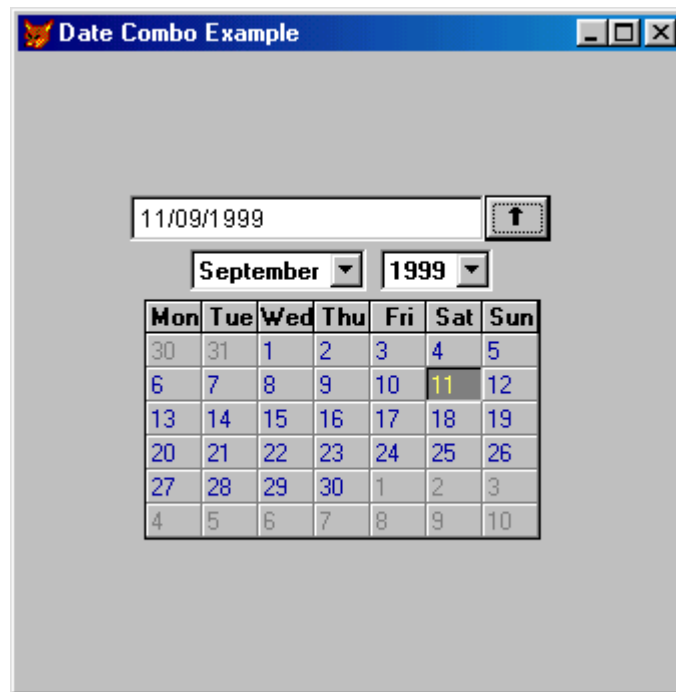 Date Combo Example
11/09/1999
September 1999
Mon Tue Wed Thu Fri Sat Sun
30 31 1 2 3 4 5
6 7 8 9 10 11 12
13 14 15 16 17 18 19
20 21 22 23 24 25 26
27 28 29 30 1 2 3
4 5 6 7 8 9 10